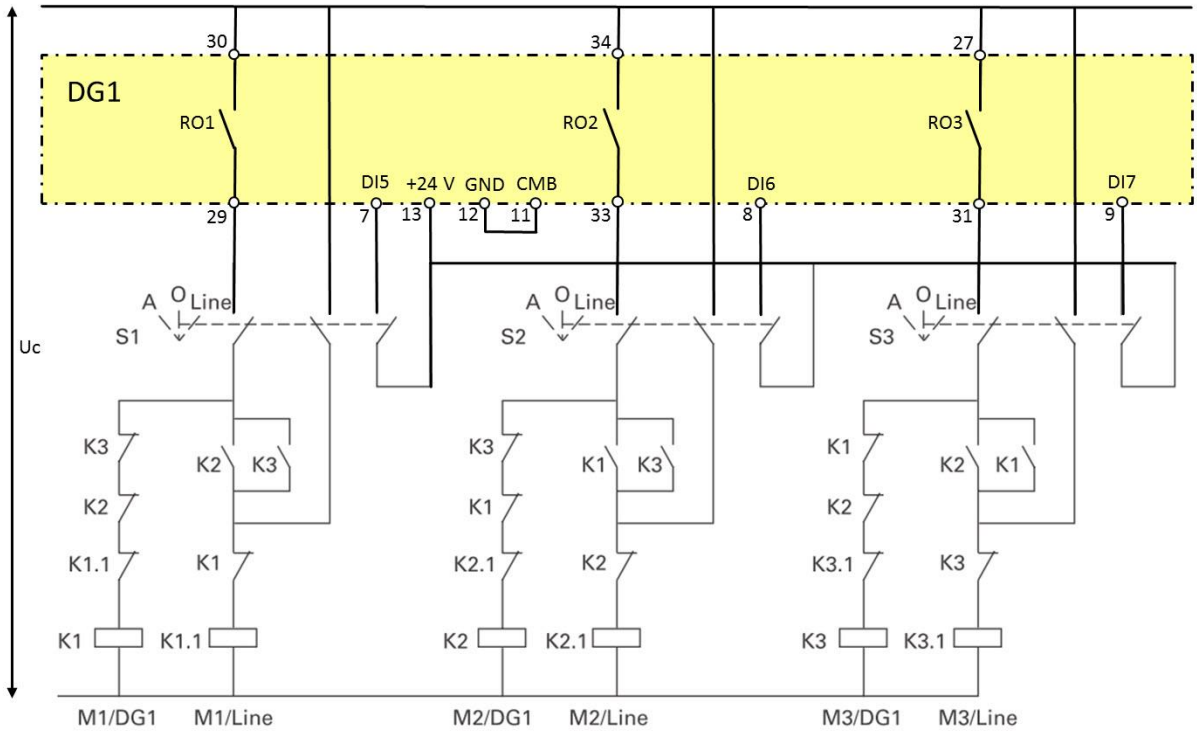 30 34 27
DG1
RO1 RO2 RO3
DI5 +24 V GND CMB DI6 DI7
29 7 13 12 11 33 8 31 9
A O Line A O Line A O Line
S1 S2 S3
Uc
K3 K2 K3 K3 K1 K3 K1 K2 K1
K2 K1 K2
K1.1 K1 K2.1 K2 K3.1 K3
K1 K1.1 K2 K2.1 K3 K3.1
M1/DG1 M1/Line M2/DG1 M2/Line M3/DG1 M3/Line